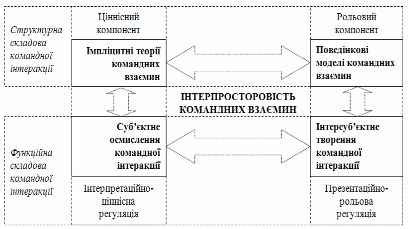 Структурна
складова
командної
інтеракції
Ціннісний
компонент
Імпліцитні теорії
командних
взаємин
Рольовий
компонент
Поведінкові
моделі командних
взаємин
ІНТЕРПРОСТОРОВІСТЬ
КОМАНДНИХ ВЗАЄМИН
Функційна
складова
командної
інтеракції
Суб’єктне
осмислення
командної
інтеракції
Інтерпретаційно-
ціннісна
регуляція
Інтерсуб’єктне
творення
командної
інтеракції
Презентаційно-
рольова
регуляція